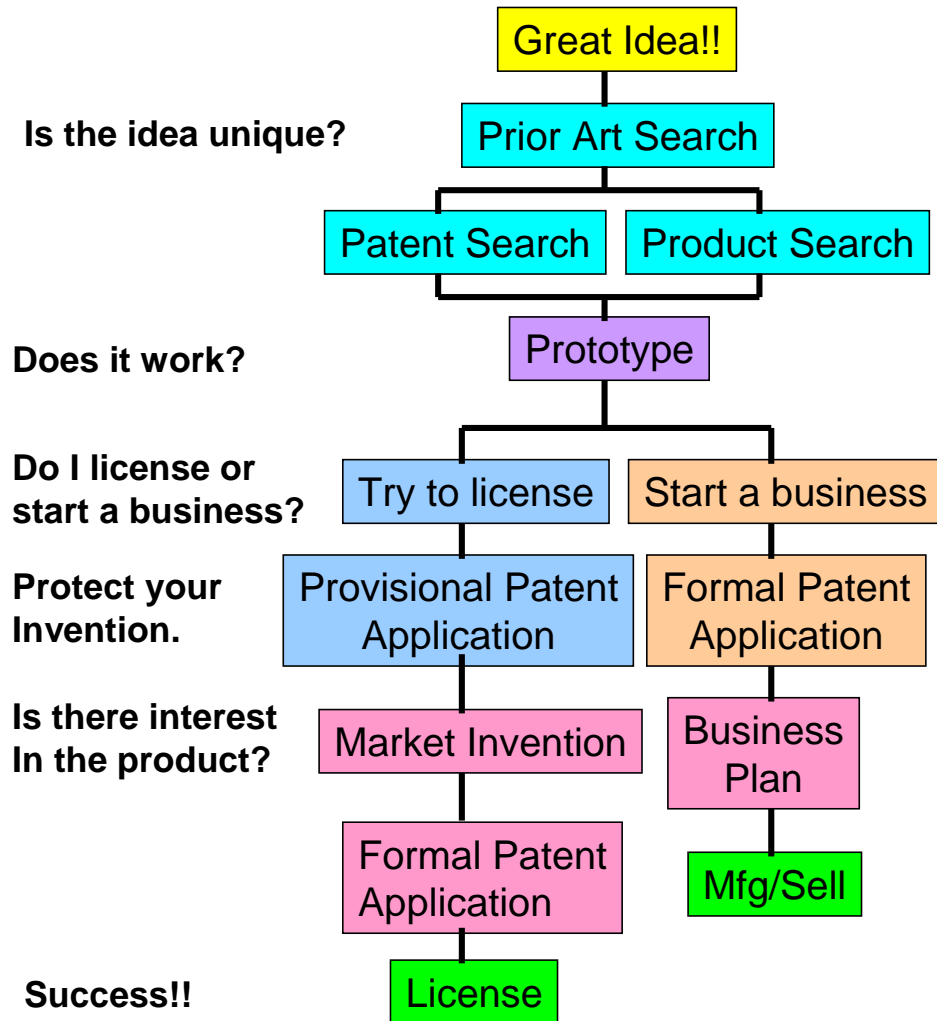 Great Idea!!
Is the idea unique?
Prior Art Search
Patent Search
Product Search
Does it work?
Prototype
Do I license or
start a business?
Try to license
Start a business
Protect your
Invention.
Provisional Patent
Application
Formal Patent
Application
Is there interest
In the product?
Market Invention
Business
Plan
Formal Patent
Application
Mfg/Sell
Success!!
License